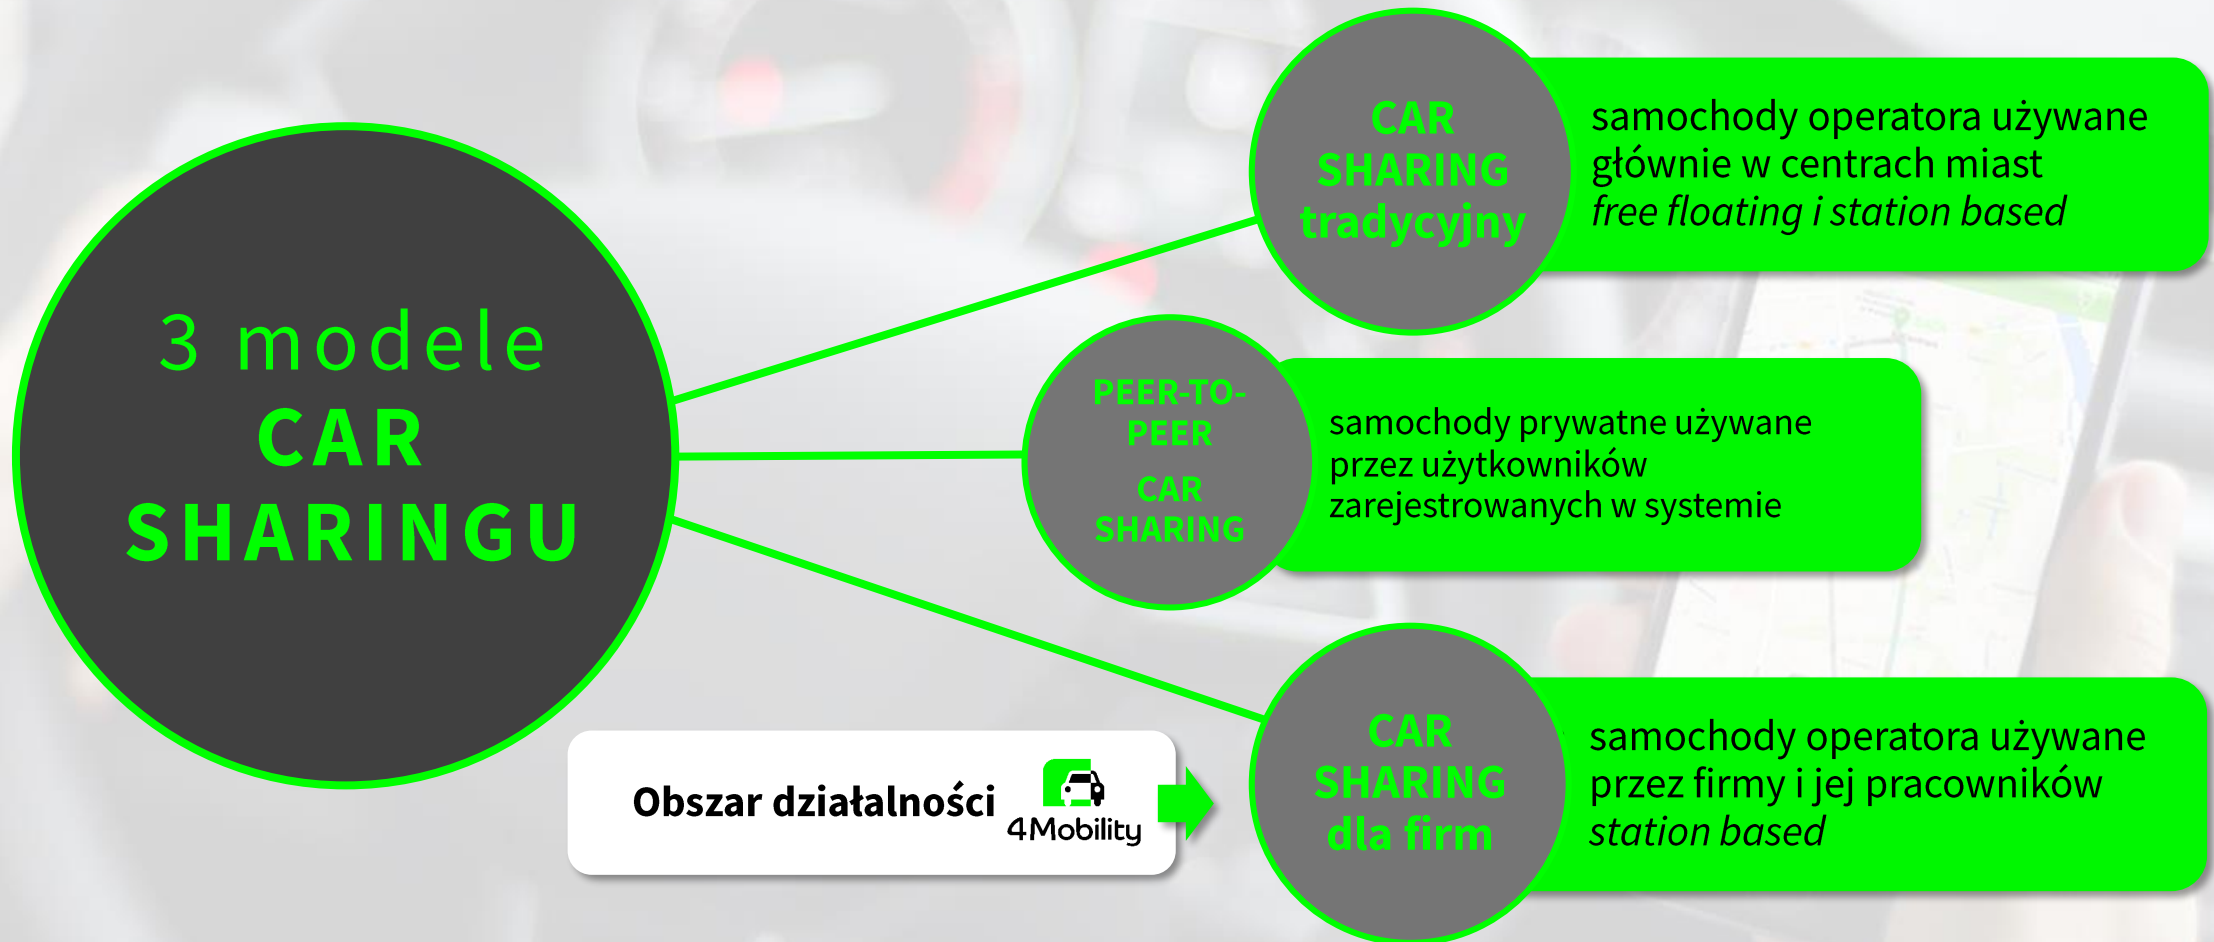 3 modele
CAR
SHARINGU
CAR
SHARING
tradycyjny
samochody operatora używane
głównie w centrach miast
free floating i station based
PEER-TO-
PEER
CAR
SHARING
samochody prywatne używane
przez użytkowników
zarejestrowanych w systemie
Obszar działalności
4Mobility
CAR
SHARING
dla firm
samochody operatora używane
przez firmy i jej pracowników
station based